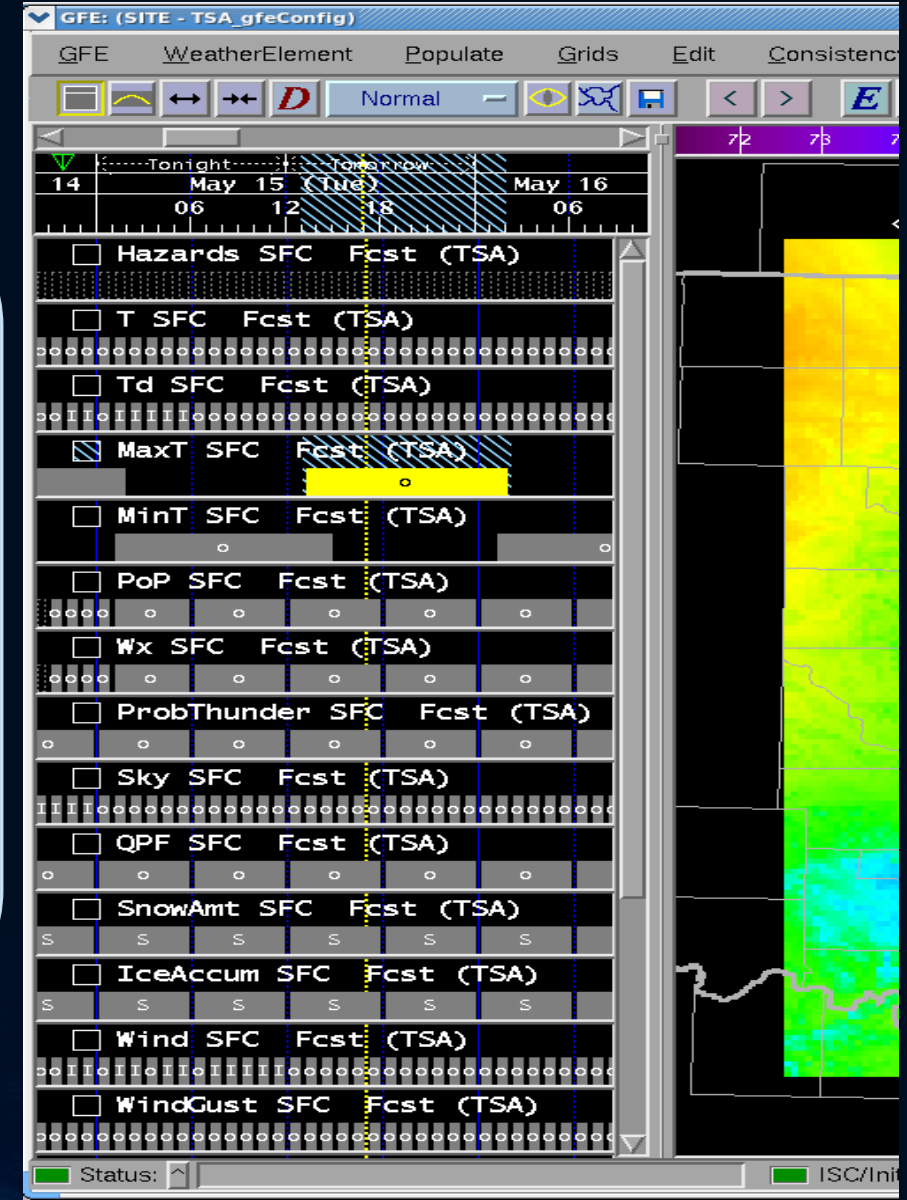 GFE: (SITE - TSA_gfeConfig)
GFE WeatherElement Populate Grids Edit Consistenc
D Normal < > E
72 73 7
Tonight Tomorrow
14 May 15 (Tue) May 16
06 12 18 06
Hazards SFC Fcst (TSA)
T SFC Fcst (TSA)
Td SFC Fcst (TSA)
MaxT SFC Fcst (TSA)
MinT SFC Fcst (TSA)
PoP SFC Fcst (TSA)
Wx SFC Fcst (TSA)
ProbThunder SFC Fcst (TSA)
Sky SFC Fcst (TSA)
QPF SFC Fcst (TSA)
SnowAmt SFC Fcst (TSA)
S S S S S S
IceAccum SFC Fcst (TSA)
S S S S S S
Wind SFC Fcst (TSA)
WindGust SFC Fcst (TSA)
Status: ISC/Init